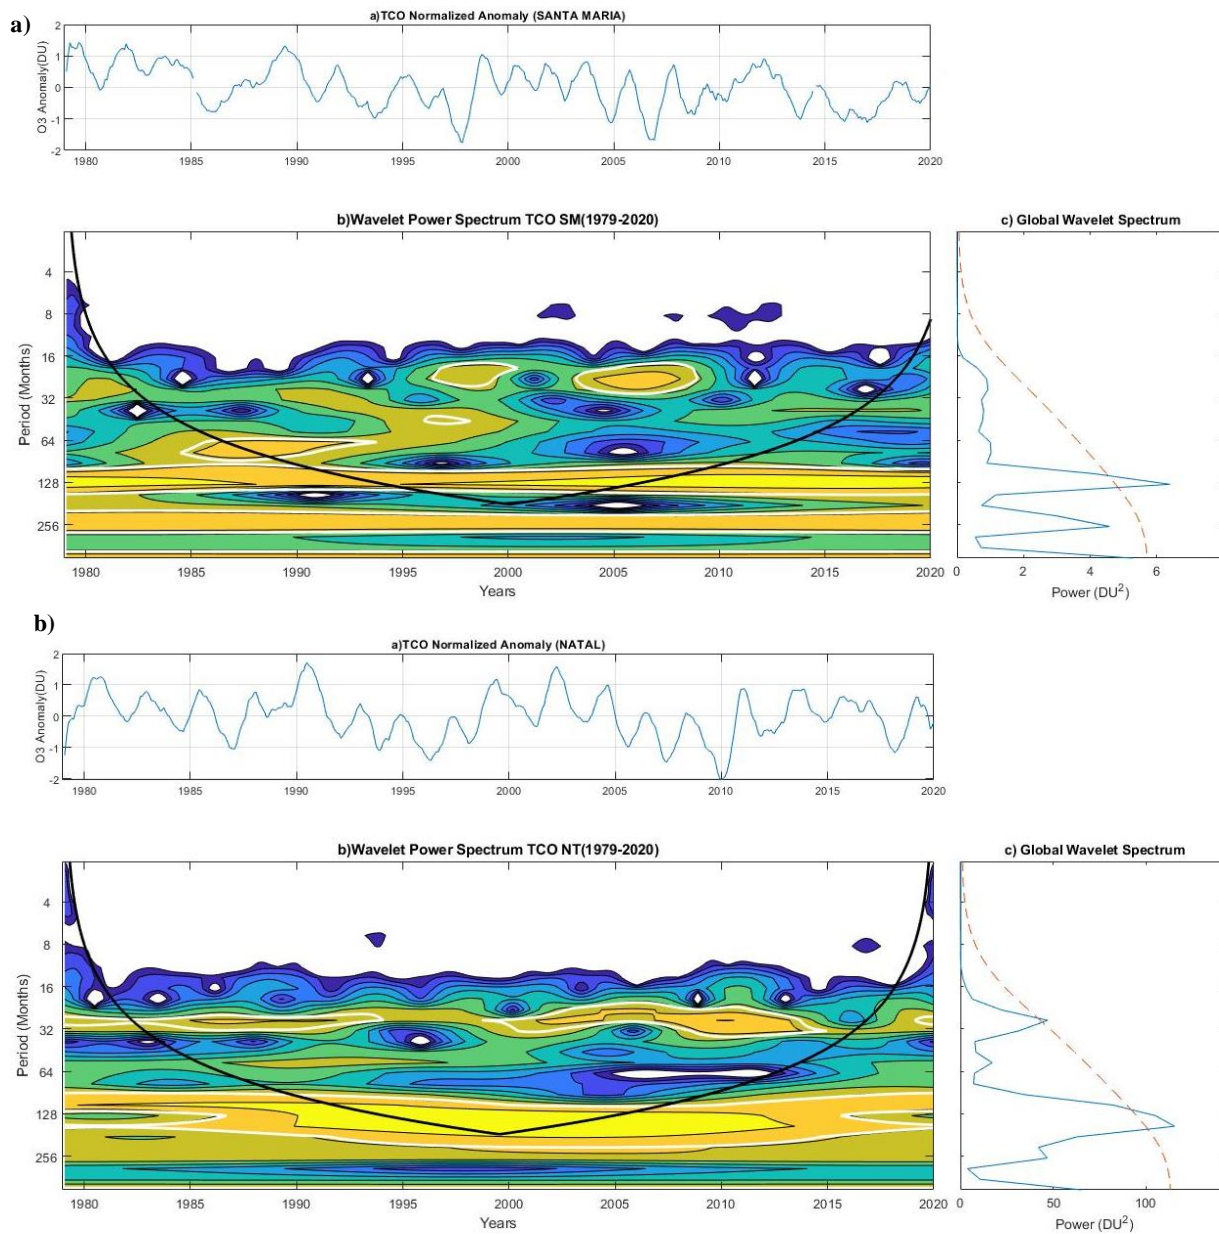 a)
a)TCO Normalized Anomaly (SANTA MARIA)
O3 Anomaly(DU)
2
1
0
-1
-2
1980 1985 1990 1995 2000 2005 2010 2015 2020
b)Wavelet Power Spectrum TCO SM(1979-2020)
Period (Months)
4
8
16
32
64
128
256
1980 1985 1990 1995 2000 2005 2010 2015 2020
Years
c) Global Wavelet Spectrum
0 2 4 6
Power (DU²)
b)
a)TCO Normalized Anomaly (NATAL)
O3 Anomaly(DU)
2
1
0
-1
-2
1980 1985 1990 1995 2000 2005 2010 2015 2020
b)Wavelet Power Spectrum TCO NT(1979-2020)
Period (Months)
4
8
16
32
64
128
256
1980 1985 1990 1995 2000 2005 2010 2015 2020
Years
c) Global Wavelet Spectrum
0 50 100
Power (DU²)